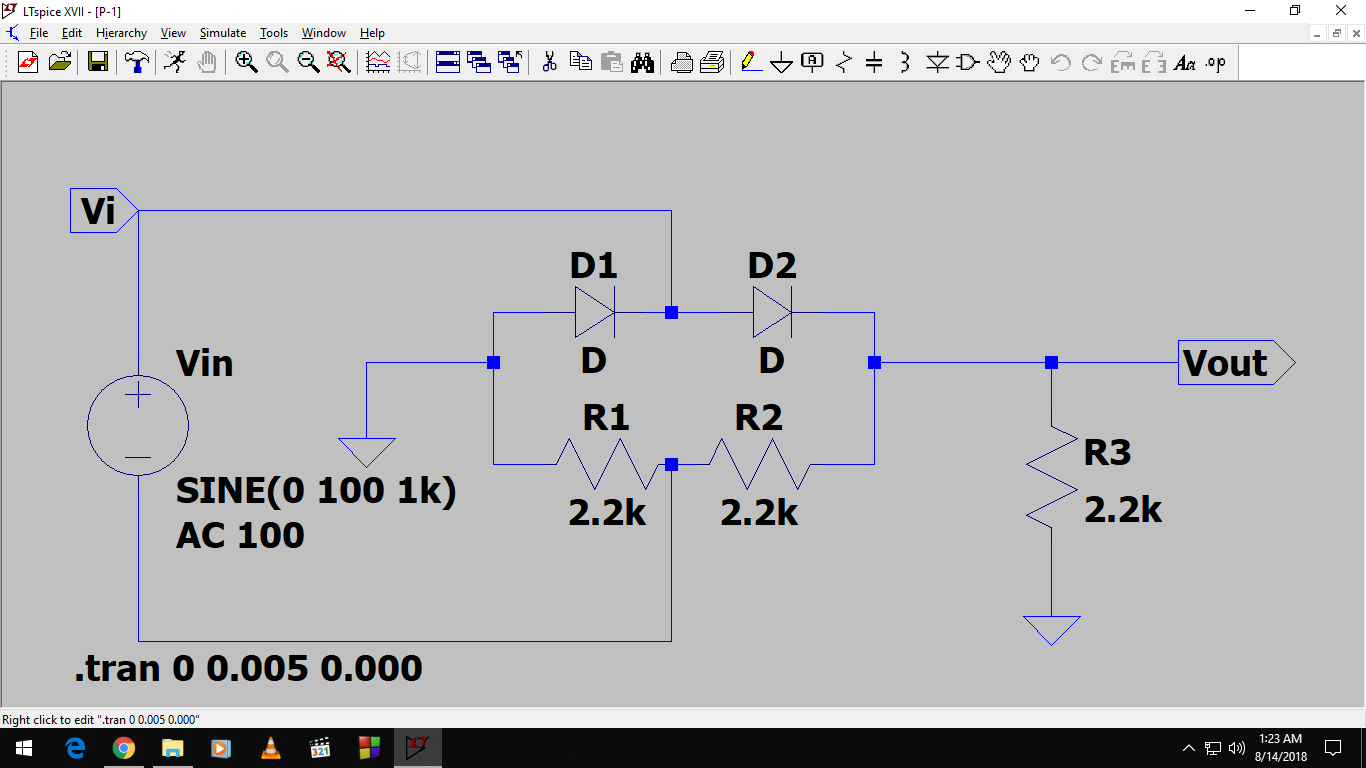 LTspice XVII - [P-1]
File Edit Hierarchy View Simulate Tools Window Help
Aa .op
Vi
D1 D2
Vin
D D
Vout
R1 R2
R3
SINE(0 100 1k)
2.2k 2.2k
2.2k
AC 100
.tran 0 0.005 0.000
Right click to edit ".tran 0 0.005 0.000"
321
1:23 AM
8/14/2018